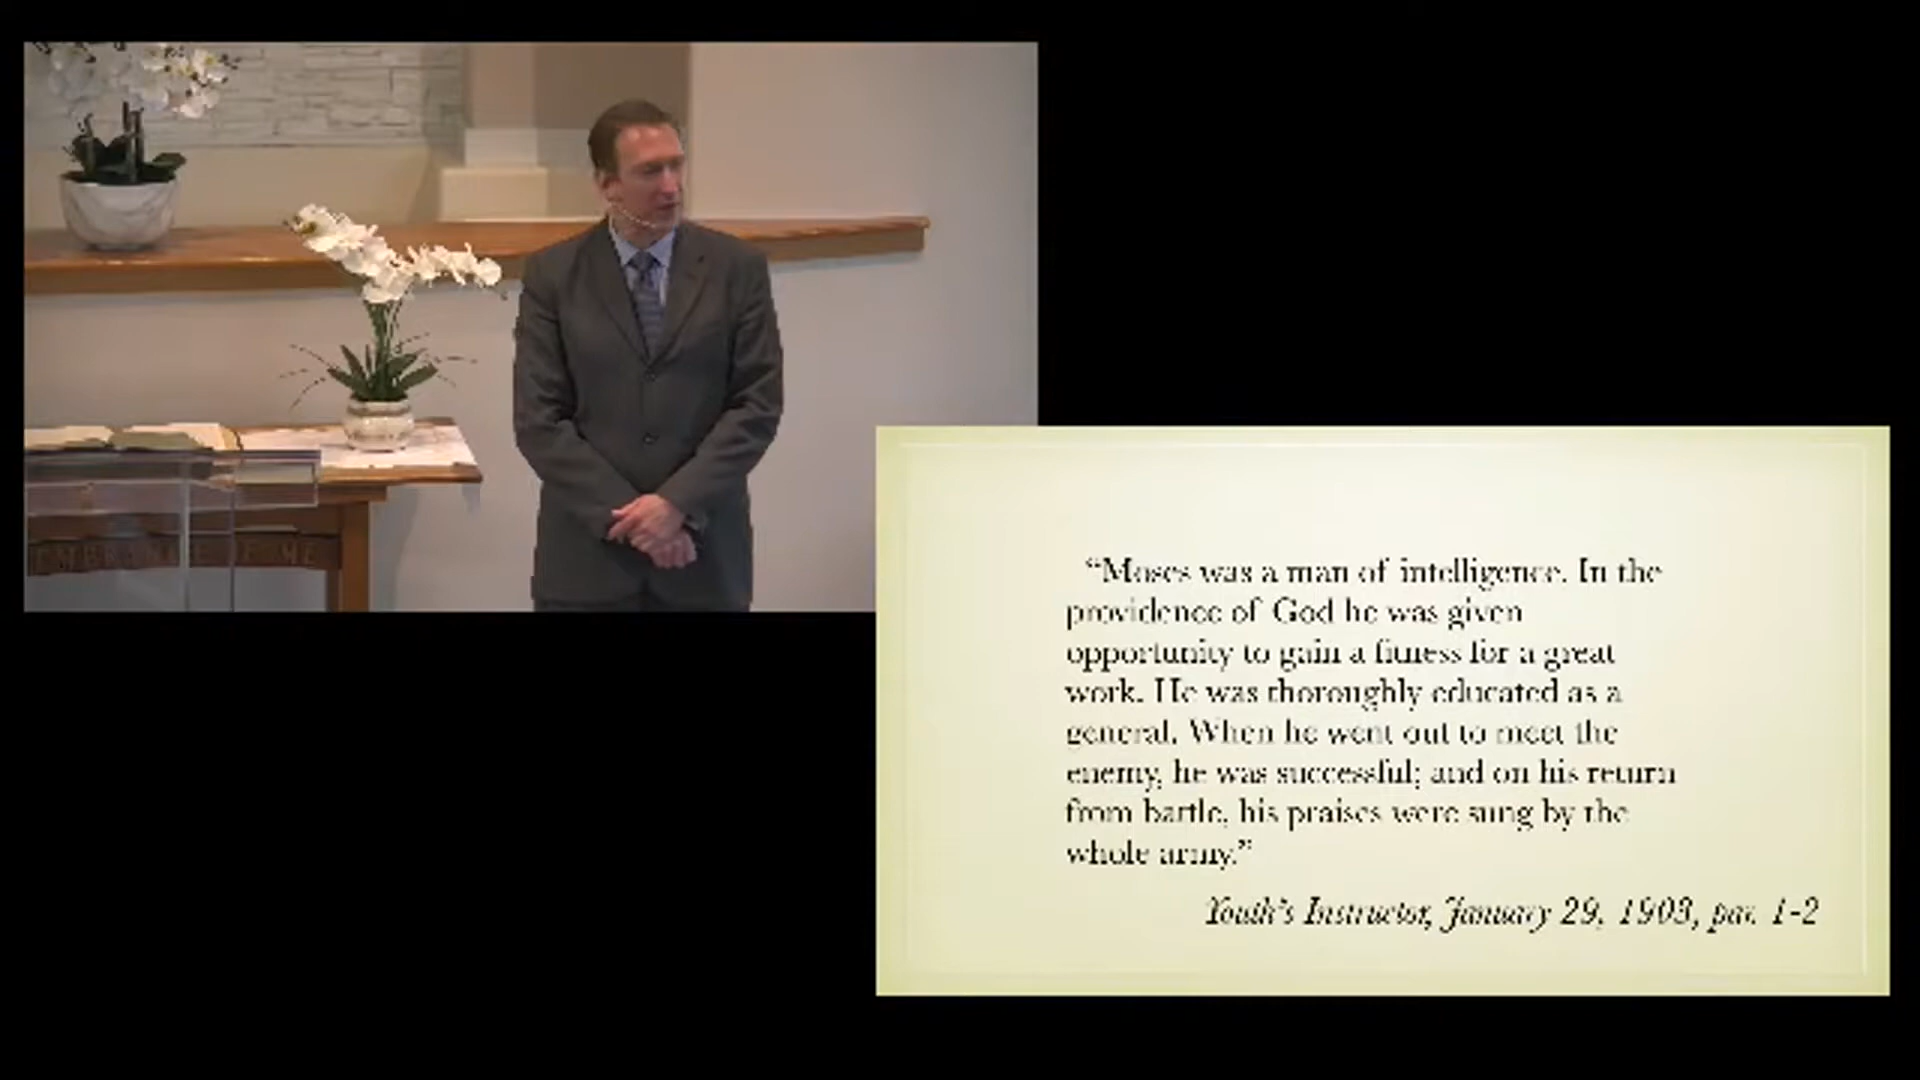 EMBRANCE OF ME
“Moses was a man of intelligence. In the
providence of God he was given
opportunity to gain a fitness for a great
work. He was thoroughly educated as a
general. When he went out to meet the
enemy, he was successful; and on his return
from battle, his praises were sung by the
whole army.”
Youth’s Instructor, January 29, 1903, par. 1-2